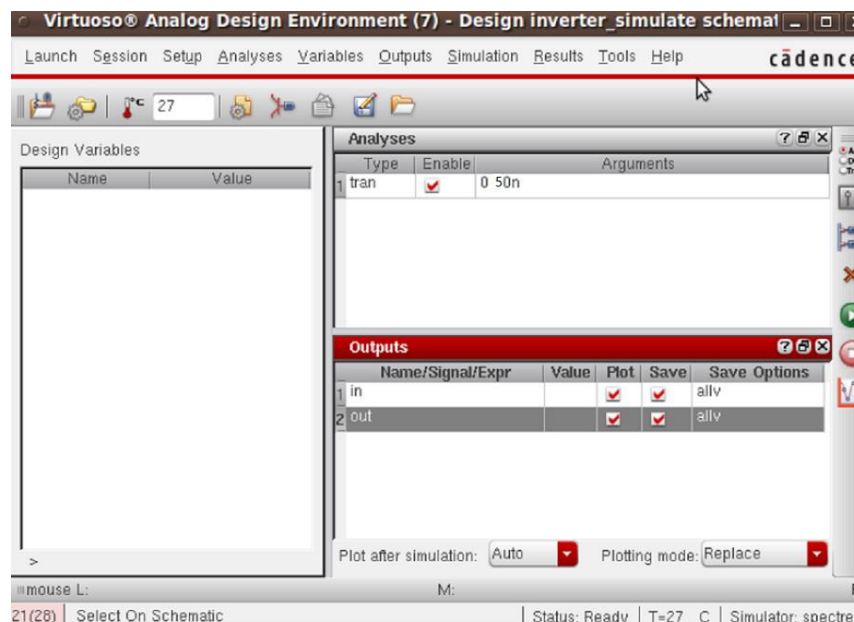 Virtuoso® Analog Design Environment (7) - Design inverter_simulate schemat
Launch Session Setup Analyses Variables Outputs Simulation Results Tools Help cādence
°C 27
Design Variables
Name Value
>
Analyses
Type Enable Arguments
1 tran 0 50n
Outputs
Name/Signal/Expr Value Plot Save Save Options
1 in allv
2 out allv
Plot after simulation: Auto Plotting mode: Replace
mouse L: M:
21(28) Select On Schematic Status: Ready T=27 C Simulator: spectre